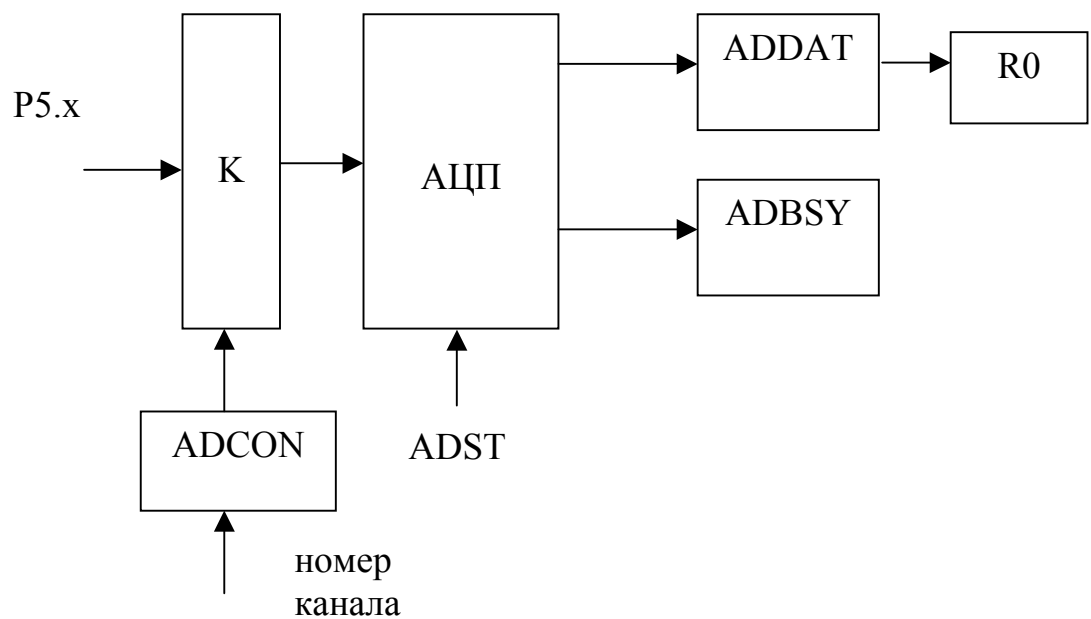 P5.x
К
АЦП
ADDAT
R0
ADBSY
ADCON
ADST
номер
канала